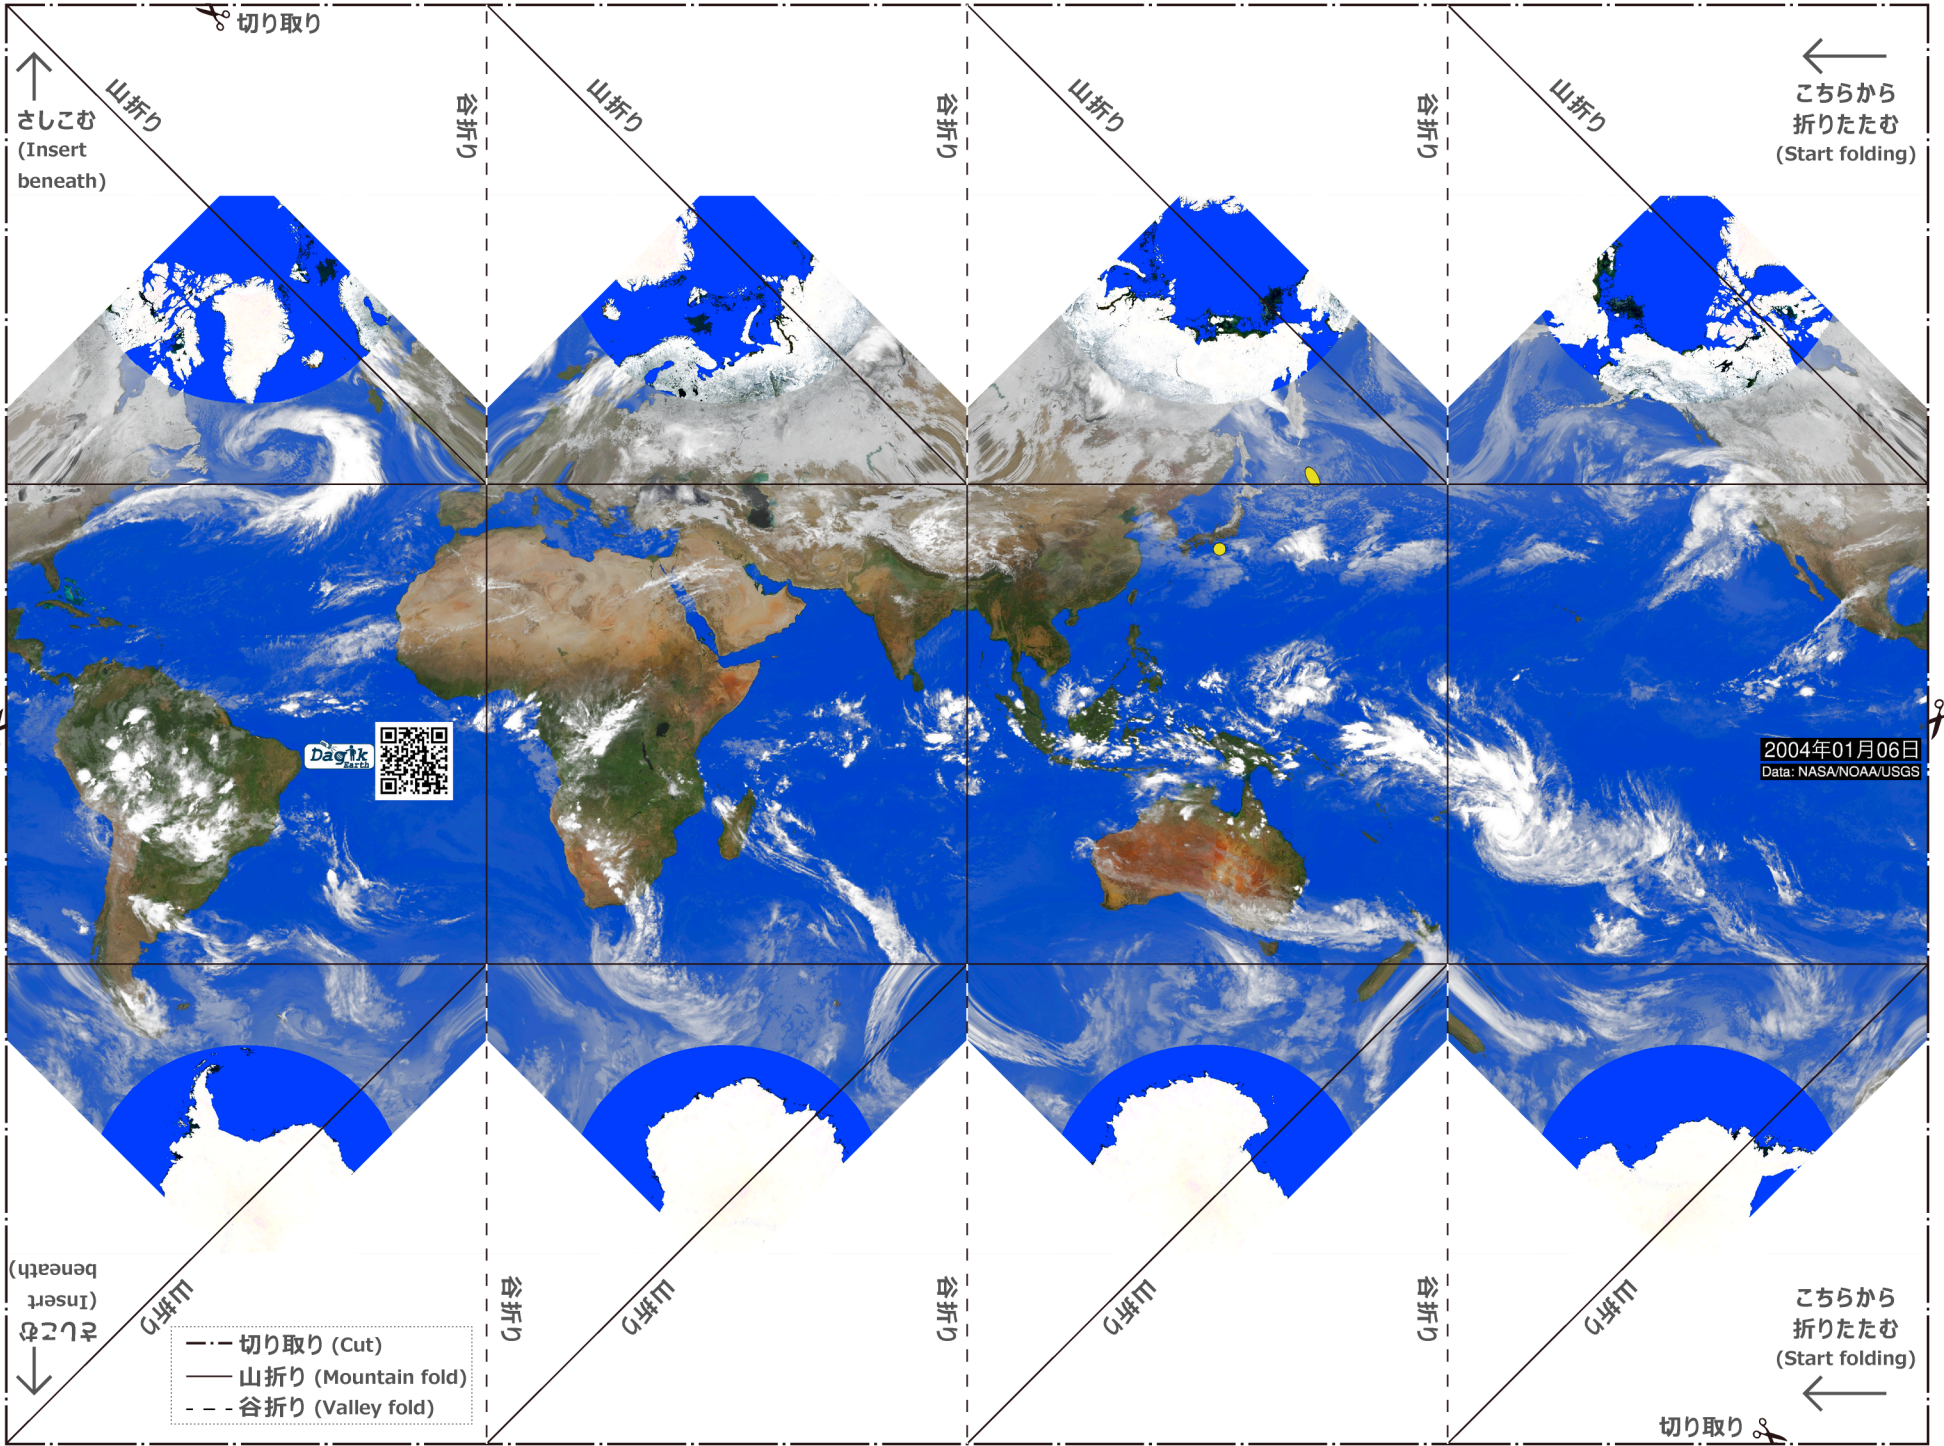 切り取り
山折り
谷折り
山折り
谷折り
山折り
谷折り
山折り
さしこむ
(Insert
beneath)
こちらから
折りたたむ
(Start folding)
Dagik
Earth
2004年01月06日
Data: NASA/NOAA/USGS
さしこむ
(Insert
beneath)
山折り
谷折り
山折り
谷折り
山折り
谷折り
山折り
こちらから
折りたたむ
(Start folding)
切り取り (Cut)
山折り (Mountain fold)
谷折り (Valley fold)
切り取り